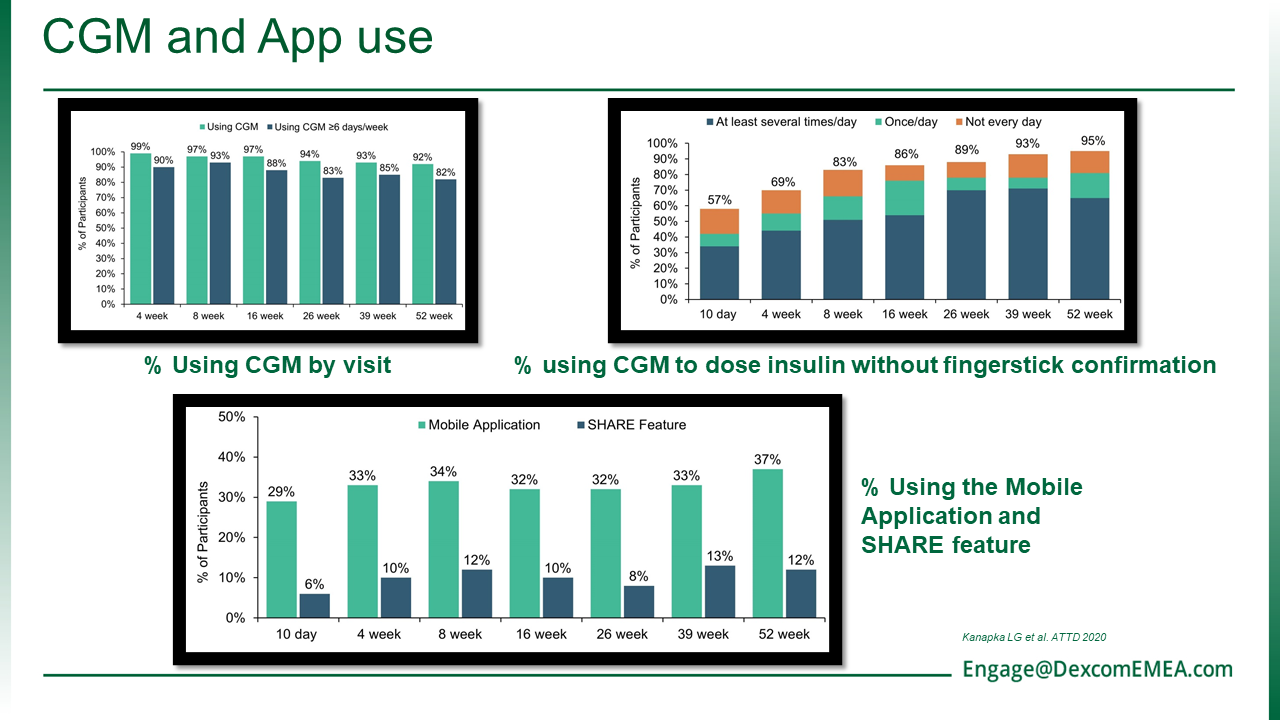 CGM and App use
Using CGM Using CGM ≥6 days/week
99% 90% 97% 93% 97% 88% 94% 83% 93% 85% 92% 82%
100%
90%
80%
70%
60%
50%
40%
30%
20%
10%
0%
% of Participants
4 week 8 week 16 week 26 week 39 week 52 week
% Using CGM by visit
At least several times/day Once/day Not every day
57% 69% 83% 86% 89% 93% 95%
100%
90%
80%
70%
60%
50%
40%
30%
20%
10%
0%
% of Participants
10 day 4 week 8 week 16 week 26 week 39 week 52 week
% using CGM to dose insulin without fingerstick confirmation
Mobile Application SHARE Feature
29% 6% 33% 10% 34% 12% 32% 10% 32% 8% 33% 13% 37% 12%
50%
40%
30%
20%
10%
0%
% of Participants
10 day 4 week 8 week 16 week 26 week 39 week 52 week
% Using the Mobile
Application and
SHARE feature
Kanapka LG et al. ATTD 2020
Engage@DexcomEMEA.com